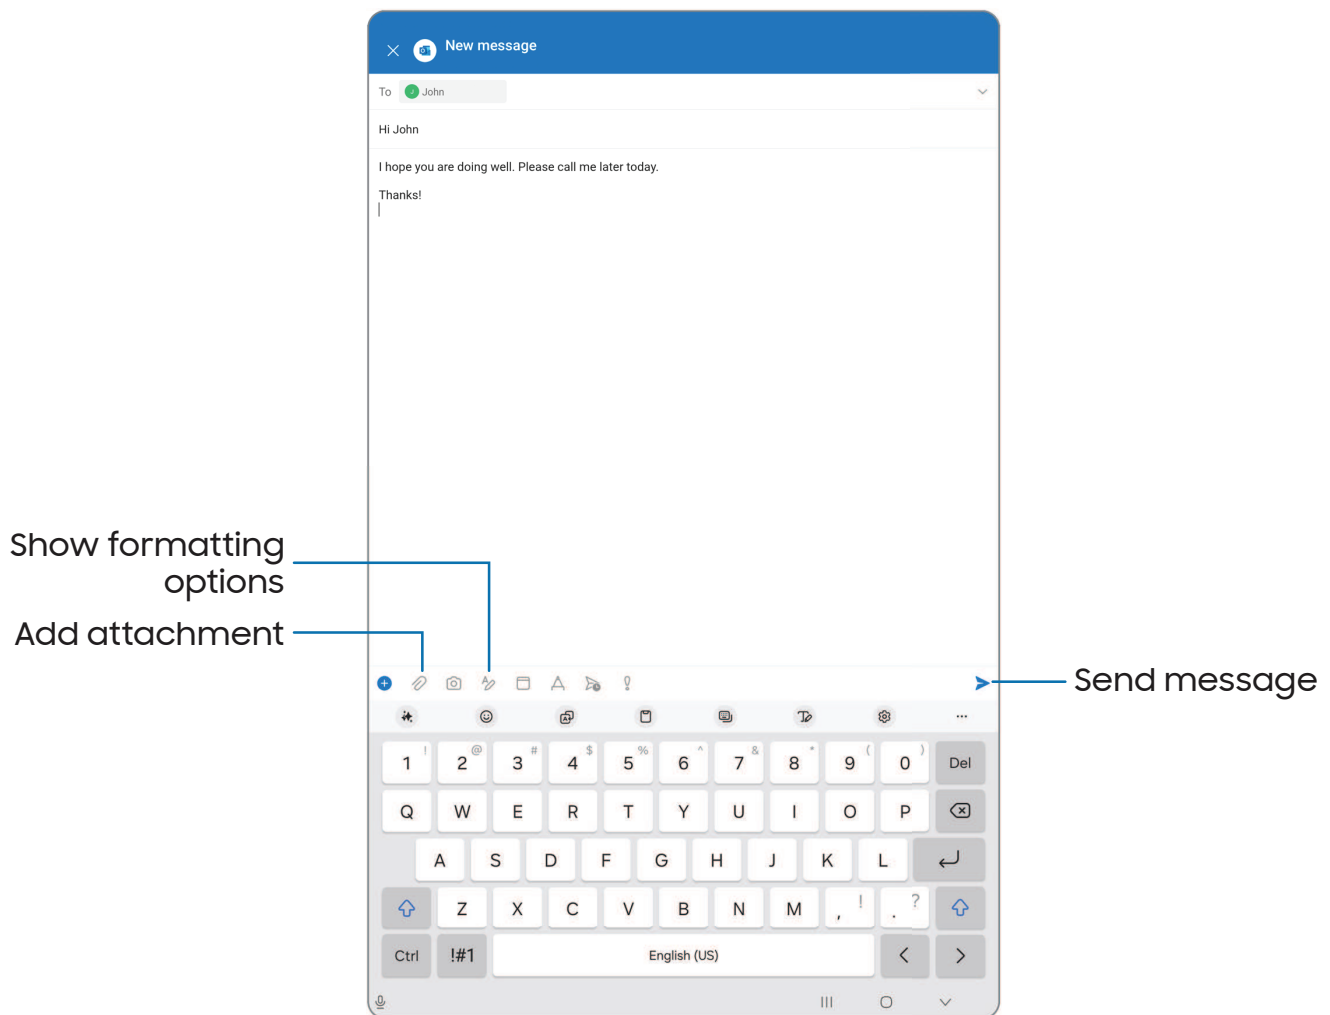 New message
To J John
Hi John
I hope you are doing well. Please call me later today.
Thanks!
Show formatting
options
Add attachment
Send message
1 ! 2 @ 3 # 4 $ 5 % 6 ^ 7 & 8 * 9 ( 0 ) Del
Q W E R T Y U I O P
A S D F G H J K L
Z X C V B N M , ! . ?
Ctrl !#1 English (US) < >